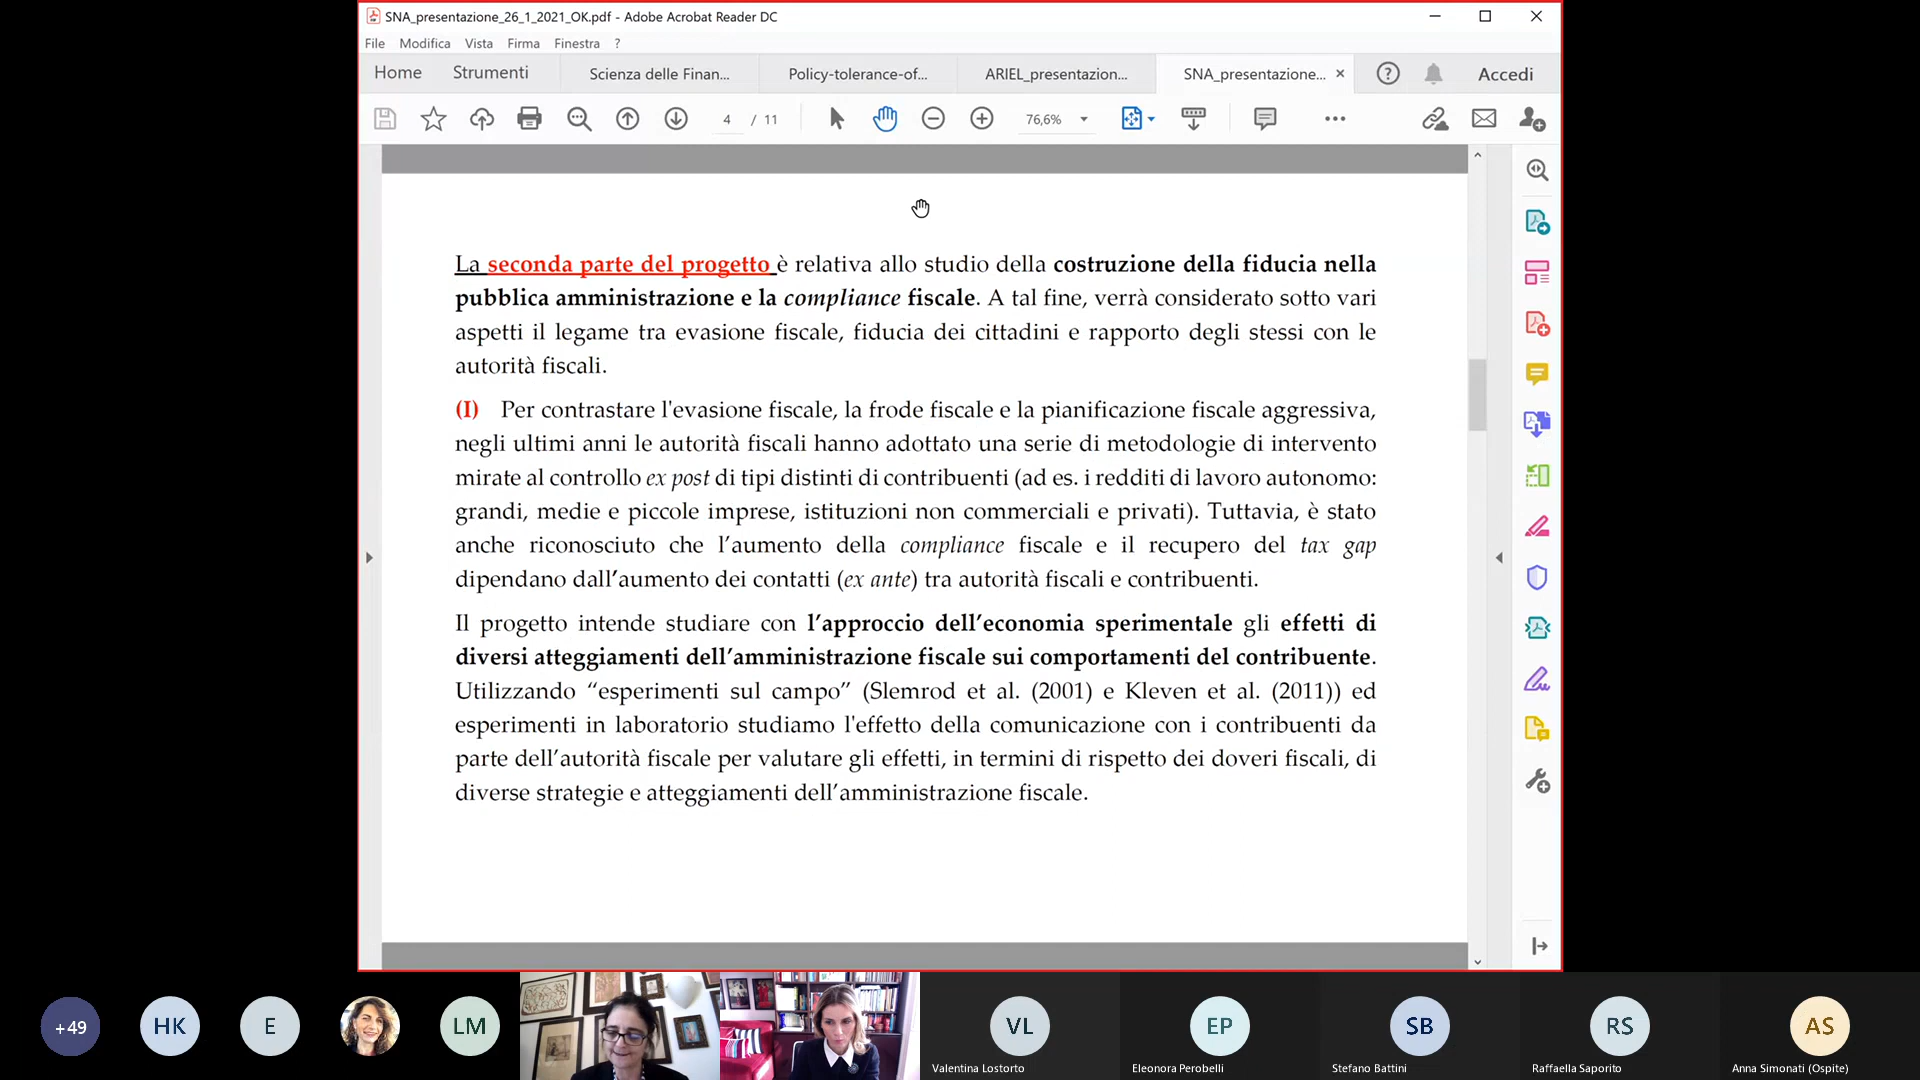 SNA_presentazione_26_1_2021_OK.pdf - Adobe Acrobat Reader DC
File Modifica Vista Firma Finestra ?
Home Strumenti Scienza delle Finan... Policy-tolerance-of... ARIEL_presentazion... SNA_presentazione... Accedi
4 / 11 76,6%
La seconda parte del progetto è relativa allo studio della costruzione della fiducia nella
pubblica amministrazione e la compliance fiscale. A tal fine, verrà considerato sotto vari
aspetti il legame tra evasione fiscale, fiducia dei cittadini e rapporto degli stessi con le
autorità fiscali.
(I) Per contrastare l'evasione fiscale, la frode fiscale e la pianificazione fiscale aggressiva,
negli ultimi anni le autorità fiscali hanno adottato una serie di metodologie di intervento
mirate al controllo ex post di tipi distinti di contribuenti (ad es. i redditi di lavoro autonomo:
grandi, medie e piccole imprese, istituzioni non commerciali e privati). Tuttavia, è stato
anche riconosciuto che l’aumento della compliance fiscale e il recupero del tax gap
dipendano dall’aumento dei contatti (ex ante) tra autorità fiscali e contribuenti.
Il progetto intende studiare con l’approccio dell’economia sperimentale gli effetti di
diversi atteggiamenti dell’amministrazione fiscale sui comportamenti del contribuente.
Utilizzando “esperimenti sul campo” (Slemrod et al. (2001) e Kleven et al. (2011)) ed
esperimenti in laboratorio studiamo l'effetto della comunicazione con i contribuenti da
parte dell’autorità fiscale per valutare gli effetti, in termini di rispetto dei doveri fiscali, di
diverse strategie e atteggiamenti dell’amministrazione fiscale.
+49 HK E LM VL EP SB RS AS
Valentina Lostorto Eleonora Perobelli Stefano Battini Raffaella Saporito Anna Simonati (Ospite)